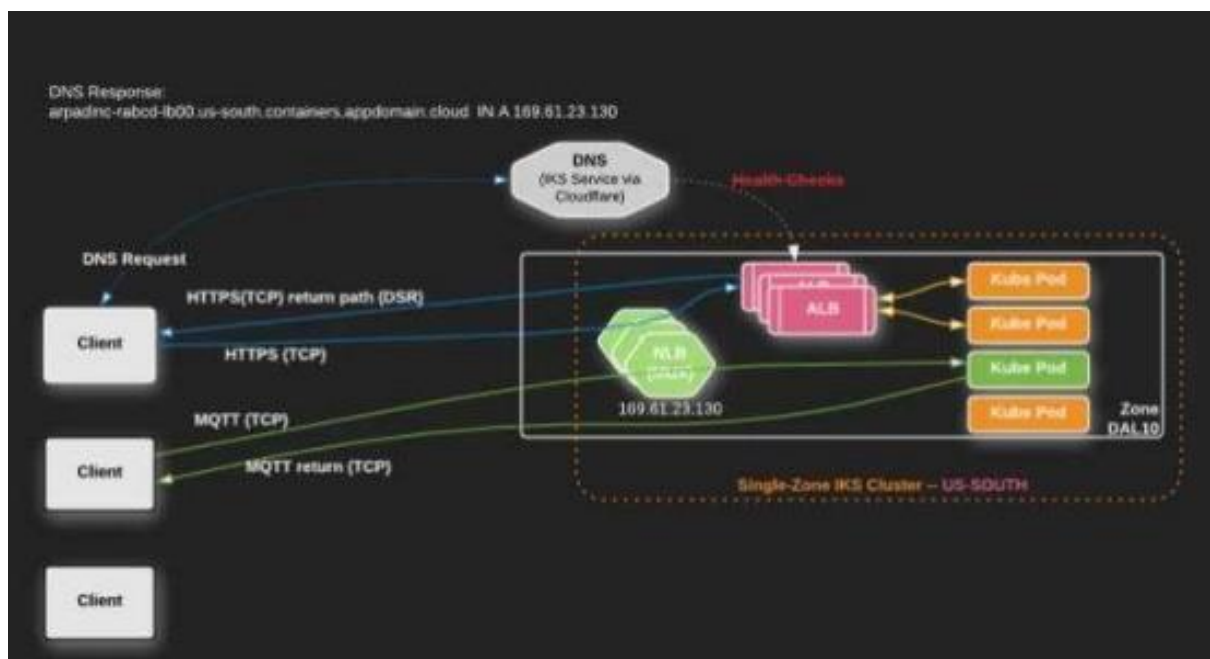 DNS Response:
arpadinc-rabcd-lb00.us-south.containers.appdomain.cloud IN A 169.61.23.130
DNS
(IKS Service via
Cloudflare)
Health Checks
DNS Request
HTTPS(TCP) return path (DSR)
Client
HTTPS (TCP)
ALB
ALB
NLB
169.61.23.130
Kube Pod
Kube Pod
Kube Pod
Kube Pod
Zone
DAL10
MQTT (TCP)
Client
MQTT return (TCP)
Single-Zone IKS Cluster – US-SOUTH
Client